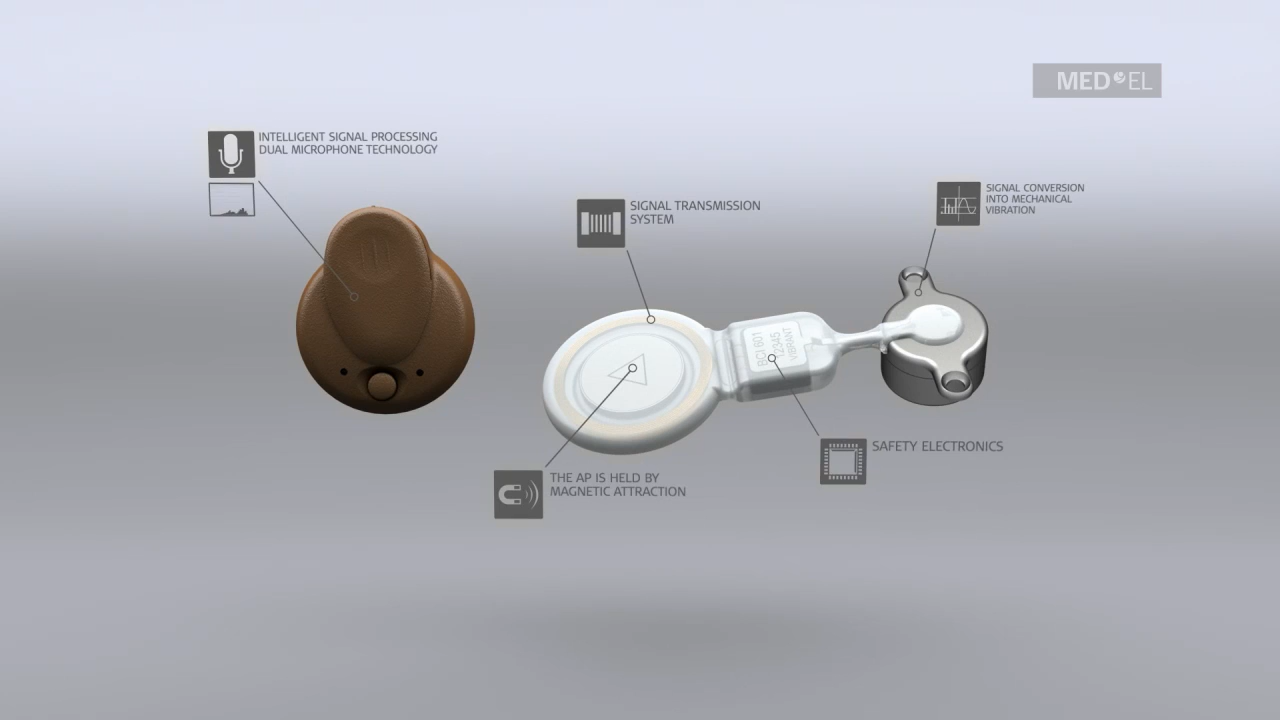 MED EL
INTELLIGENT SIGNAL PROCESSING
DUAL MICROPHONE TECHNOLOGY
SIGNAL TRANSMISSION
SYSTEM
SIGNAL CONVERSION
INTO MECHANICAL
VIBRATION
BCI 601
12345
VIBRANT
SAFETY ELECTRONICS
THE AP IS HELD BY
MAGNETIC ATTRACTION